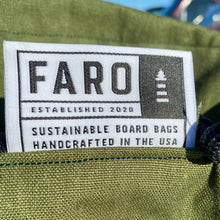 FARO
ESTABLISHED 2020
SUSTAINABLE BOARD BAGS
HANDCRAFTED IN THE USA